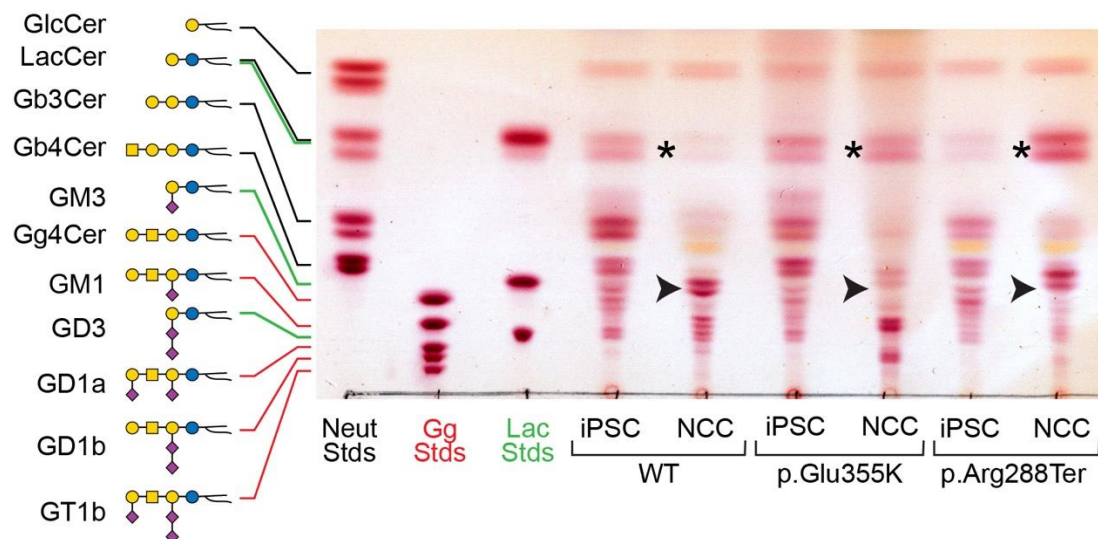 GlcCer
LacCer
Gb3Cer
Gb4Cer
GM3
Gg4Cer
GM1
GD3
GD1a
GD1b
GT1b
*
*
*
Neut
Stds
Gg
Stds
Lac
Stds
iPSC
NCC
iPSC
NCC
iPSC
NCC
WT
p.Glu355K
p.Arg288Ter